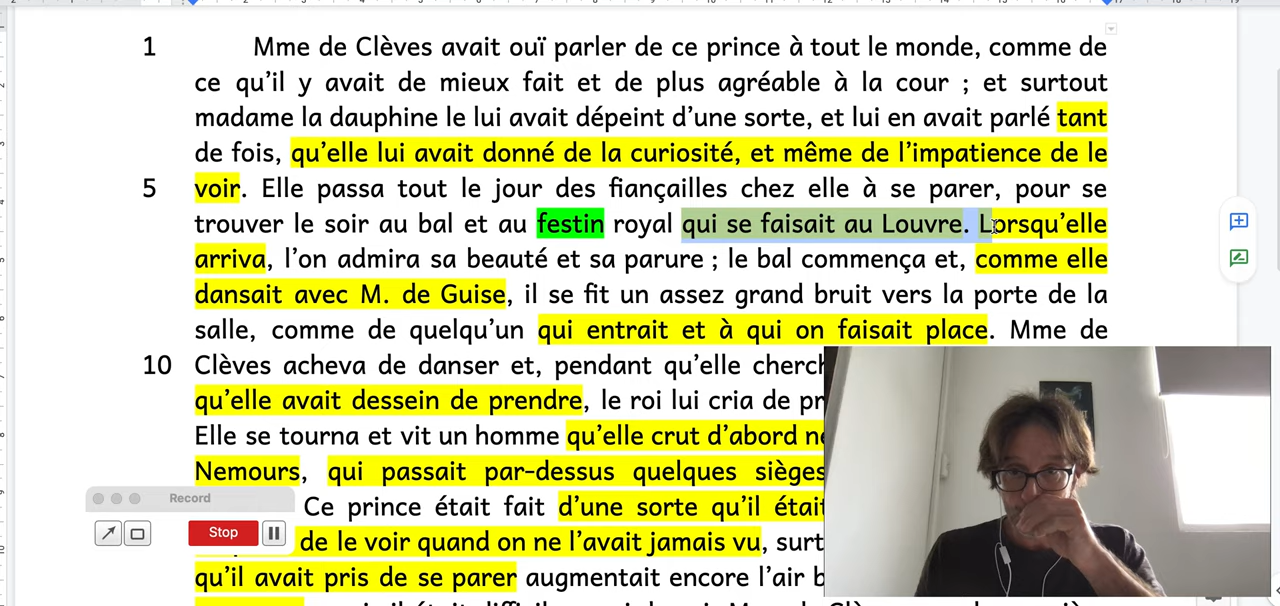 1 Mme de Clèves avait ouï parler de ce prince à tout le monde, comme de
ce qu'il y avait de mieux fait et de plus agréable à la cour ; et surtout
madame la dauphine le lui avait dépeint d'une sorte, et lui en avait parlé tant
de fois, qu'elle lui avait donné de la curiosité, et même de l'impatience de le
5 voir. Elle passa tout le jour des fiançailles chez elle à se parer, pour se
trouver le soir au bal et au festin royal qui se faisait au Louvre. Lorsqu'elle
arriva, l'on admira sa beauté et sa parure ; le bal commença et, comme elle
dansait avec M. de Guise, il se fit un assez grand bruit vers la porte de la
salle, comme de quelqu'un qui entrait et à qui on faisait place. Mme de
10 Clèves acheva de danser et, pendant qu'elle
qu'elle avait dessein de prendre, le roi lui cria de
Elle se tourna et vit un homme qu'elle crut d'abord
Nemours, qui passait par-dessus quelques sièges
Record
Ce prince était fait d'une sorte qu'il était
Stop
de le voir quand on ne l'avait jamais vu,
qu'il avait pris de se parer augmentait encore l'air